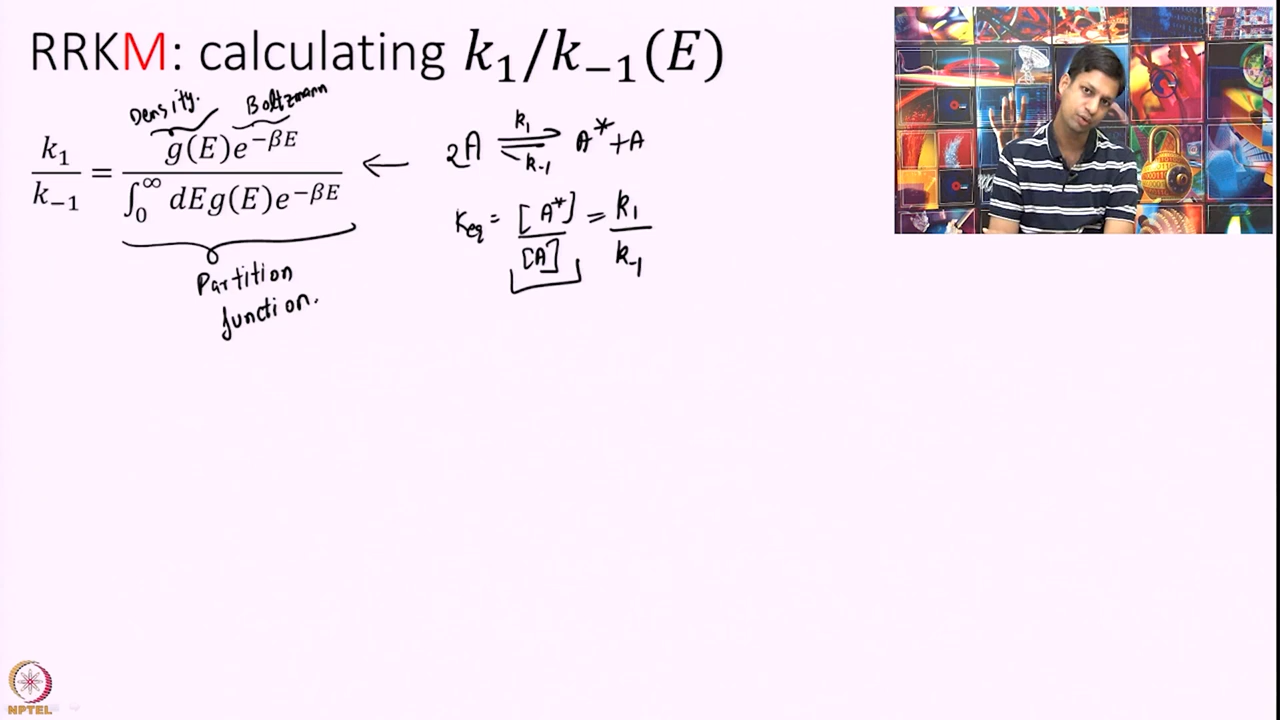 RRKM: calculating k₁/k₋₁(E)
Density. Boltzmann
k₁/k₋₁ = g(E)e^{−βE} / ∫₀^∞ dEg(E)e^{−βE}
Partition
function.
2A ⇌ A* + A
k₁
k₋₁
Keq = [A*]/[A] = k₁/k₋₁
NPTEL